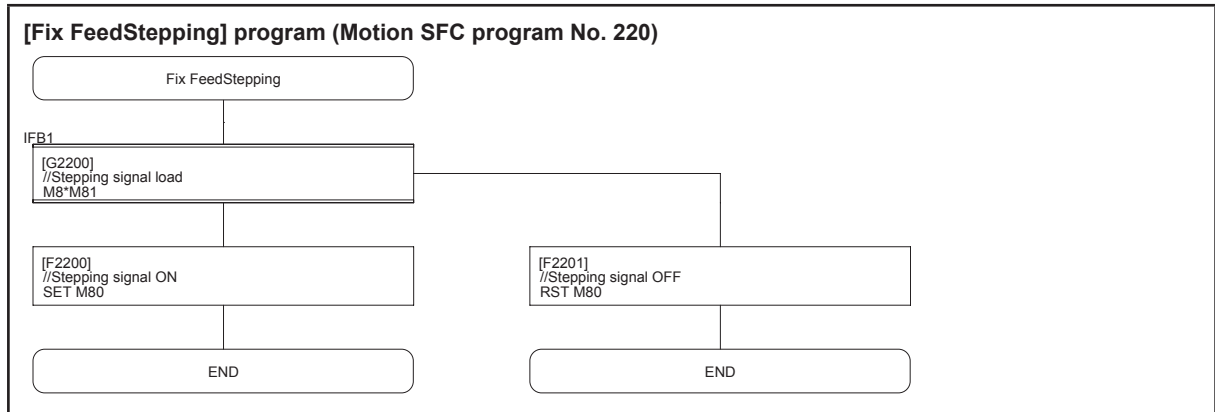 [Fix FeedStepping] program (Motion SFC program No. 220)
Fix FeedStepping
IFB1
[G2200]
//Stepping signal load
M8*M81
[F2200]
//Stepping signal ON
SET M80
[F2201]
//Stepping signal OFF
RST M80
END
END